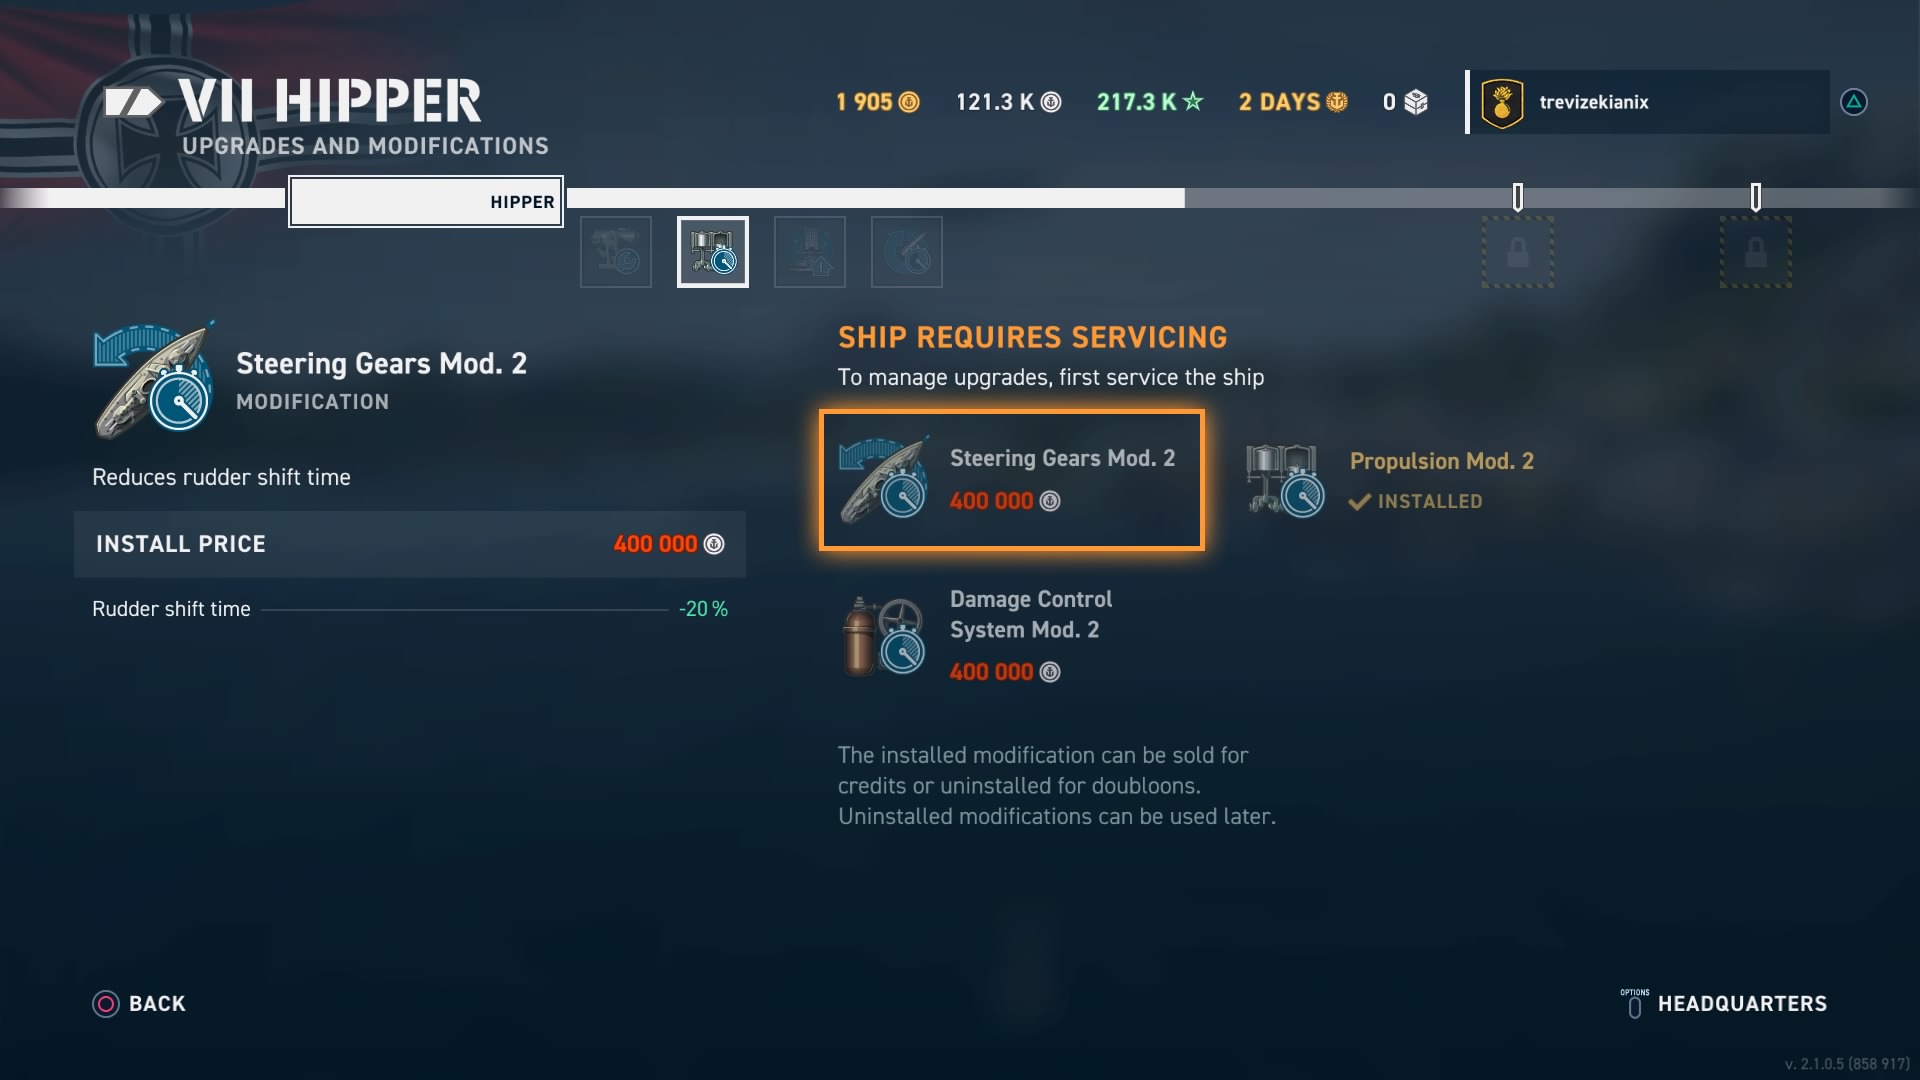 VII HIPPER
UPGRADES AND MODIFICATIONS
1 905
121.3 K
217.3 K
2 DAYS
0
trevizekianix
HIPPER
Steering Gears Mod. 2
MODIFICATION
Reduces rudder shift time
INSTALL PRICE 400 000
Rudder shift time -20 %
SHIP REQUIRES SERVICING
To manage upgrades, first service the ship
Steering Gears Mod. 2
400 000
Propulsion Mod. 2
INSTALLED
Damage Control
System Mod. 2
400 000
The installed modification can be sold for
credits or uninstalled for doubloons.
Uninstalled modifications can be used later.
BACK
OPTIONS
HEADQUARTERS
v. 2.1.0.5 (858 917)